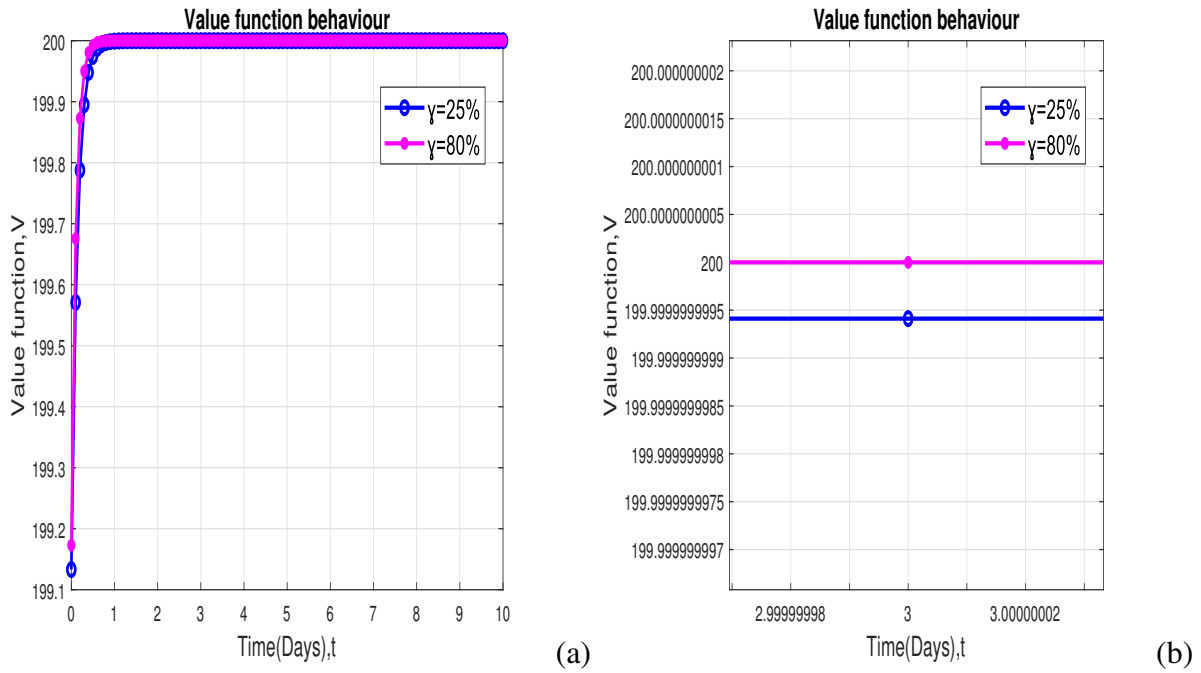 Value function behaviour
200
199.9
199.8
199.7
199.6
199.5
199.4
199.3
199.2
199.1
Value function,V
γ=25%
γ=80%
0 1 2 3 4 5 6 7 8 9 10
Time(Days),t
(a)
Value function behaviour
200.000000002
200.0000000015
200.000000001
200.0000000005
200
199.9999999995
199.999999999
199.9999999985
199.999999998
199.9999999975
199.999999997
Value function,V
γ=25%
γ=80%
2.99999998 3 3.00000002
Time(Days),t
(b)